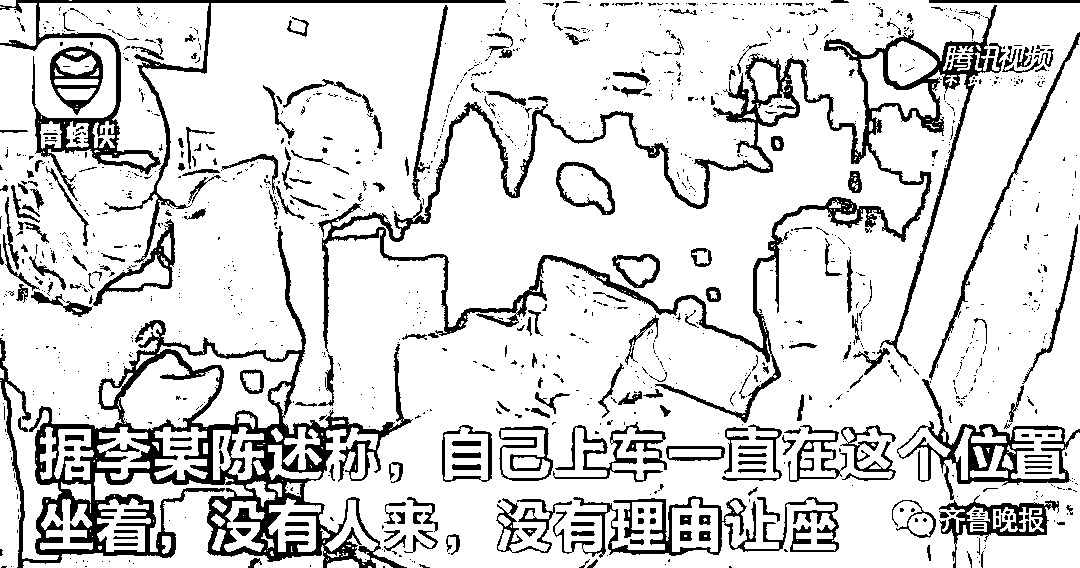 青蜂侠
腾讯视频
据李某陈述称，自己上车一直在这个位置
坐着，没有人来，没有理由让座
齐鲁晚报